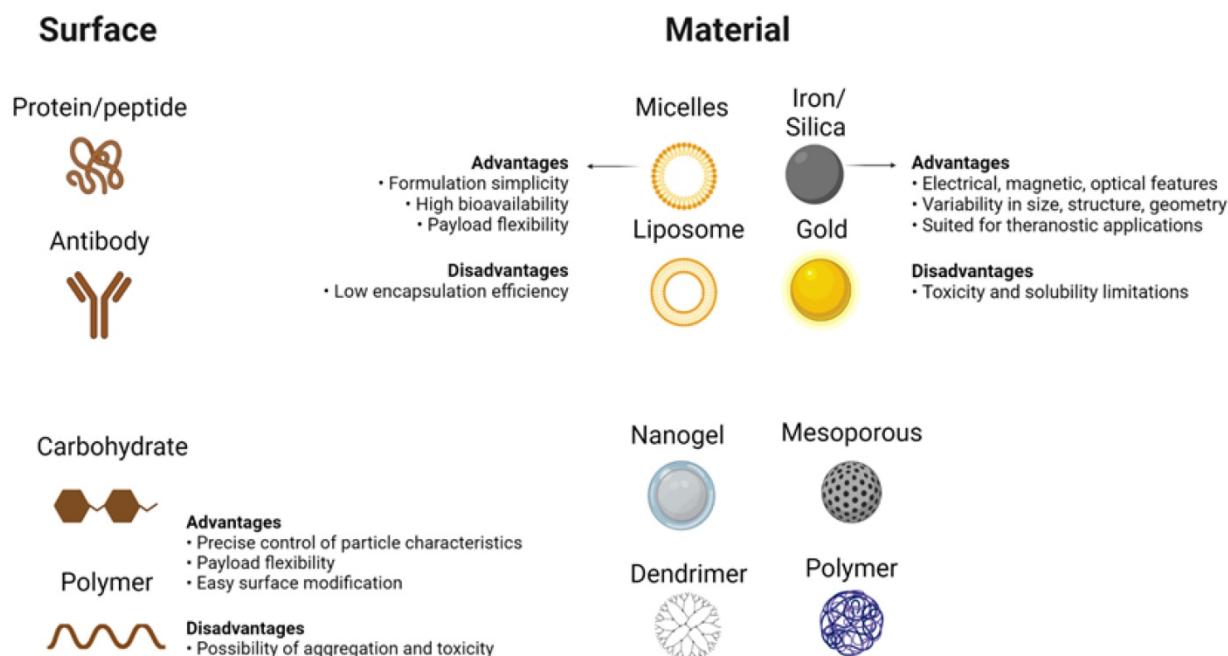 Surface
Material
Protein/peptide
Antibody
Micelles
Iron/
Silica
Advantages
• Formulation simplicity
• High bioavailability
• Payload flexibility
Disadvantages
• Low encapsulation efficiency
Liposome
Gold
Advantages
• Electrical, magnetic, optical features
• Variability in size, structure, geometry
• Suited for theranostic applications
Disadvantages
• Toxicity and solubility limitations
Carbohydrate
Polymer
Advantages
• Precise control of particle characteristics
• Payload flexibility
• Easy surface modification
Disadvantages
• Possibility of aggregation and toxicity
Nanogel
Mesoporous
Dendrimer
Polymer